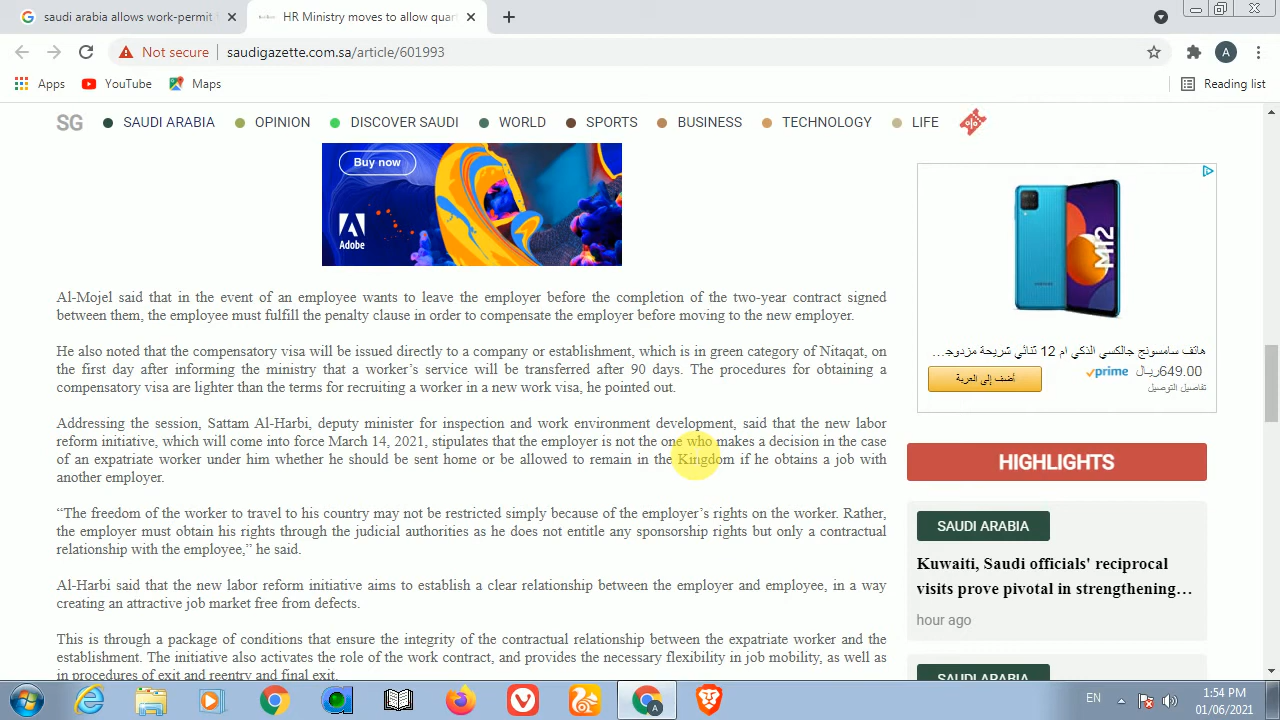 saudi arabia allows work-permit
HR Ministry moves to allow quar
Not secure
saudigazette.com.sa/article/601993
A
Apps
YouTube
Maps
Reading list
SG
SAUDI ARABIA
OPINION
DISCOVER SAUDI
WORLD
SPORTS
BUSINESS
TECHNOLOGY
LIFE
Buy now
Adobe
Al-Mojel said that in the event of an employee wants to leave the employer before the completion of the two-year contract signed
between them, the employee must fulfill the penalty clause in order to compensate the employer before moving to the new employer.
He also noted that the compensatory visa will be issued directly to a company or establishment, which is in green category of Nitaqat, on
the first day after informing the ministry that a worker's service will be transferred after 90 days. The procedures for obtaining a
compensatory visa are lighter than the terms for recruiting a worker in a new work visa, he pointed out.
Addressing the session, Sattam Al-Harbi, deputy minister for inspection and work environment development, said that the new labor
reform initiative, which will come into force March 14, 2021, stipulates that the employer is not the one who makes a decision in the case
of an expatriate worker under him whether he should be sent home or be allowed to remain in the Kingdom if he obtains a job with
another employer.
“The freedom of the worker to travel to his country may not be restricted simply because of the employer’s rights on the worker. Rather,
the employer must obtain his rights through the judicial authorities as he does not entitle any sponsorship rights but only a contractual
relationship with the employee,” he said.
Al-Harbi said that the new labor reform initiative aims to establish a clear relationship between the employer and employee, in a way
creating an attractive job market free from defects.
This is through a package of conditions that ensure the integrity of the contractual relationship between the expatriate worker and the
establishment. The initiative also activates the role of the work contract, and provides the necessary flexibility in job mobility, as well as
in procedures of exit and reentry and final exit.
M12
هاتف سامسونج جالكسي الذكي ام 12 ثنائي شريحة مزدوجـ...
649.00ريـال
prime
تفاصيل التوصيل
أضف إلى العربة
HIGHLIGHTS
SAUDI ARABIA
Kuwaiti, Saudi officials' reciprocal
visits prove pivotal in strengthening…
hour ago
SAUDI ARABIA
EN
1:54 PM
01/06/2021